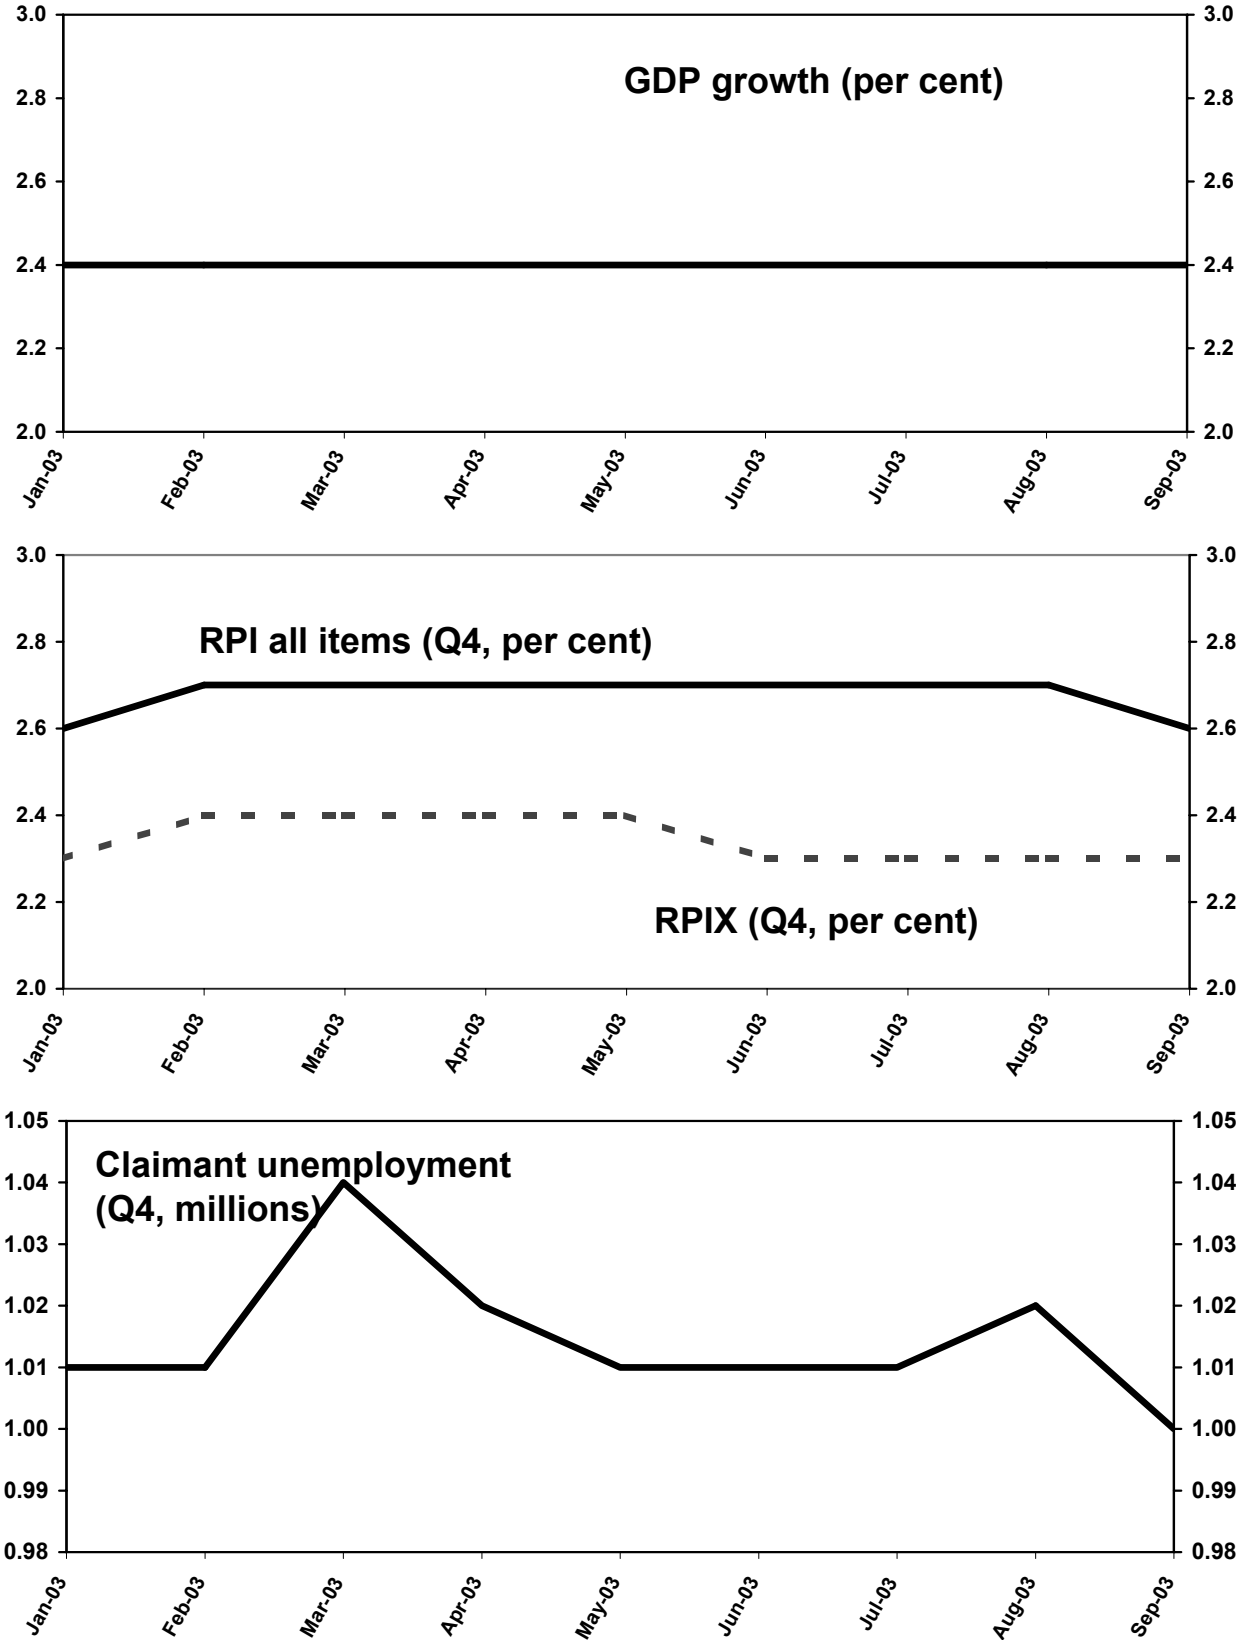 3.0 3.0
GDP growth (per cent)
2.8 2.8
2.6 2.6
2.4 2.4
2.2 2.2
2.0 2.0
Jan-03 Feb-03 Mar-03 Apr-03 May-03 Jun-03 Jul-03 Aug-03 Sep-03
3.0 3.0
RPI all items (Q4, per cent)
2.8 2.8
2.6 2.6
2.4 2.4
2.2 2.2
RPIX (Q4, per cent)
2.0 2.0
Jan-03 Feb-03 Mar-03 Apr-03 May-03 Jun-03 Jul-03 Aug-03 Sep-03
1.05 1.05
Claimant unemployment
1.04 1.04
(Q4, millions)
1.03 1.03
1.02 1.02
1.01 1.01
1.00 1.00
0.99 0.99
0.98 0.98
Jan-03 Feb-03 Mar-03 Apr-03 May-03 Jun-03 Jul-03 Aug-03 Sep-03